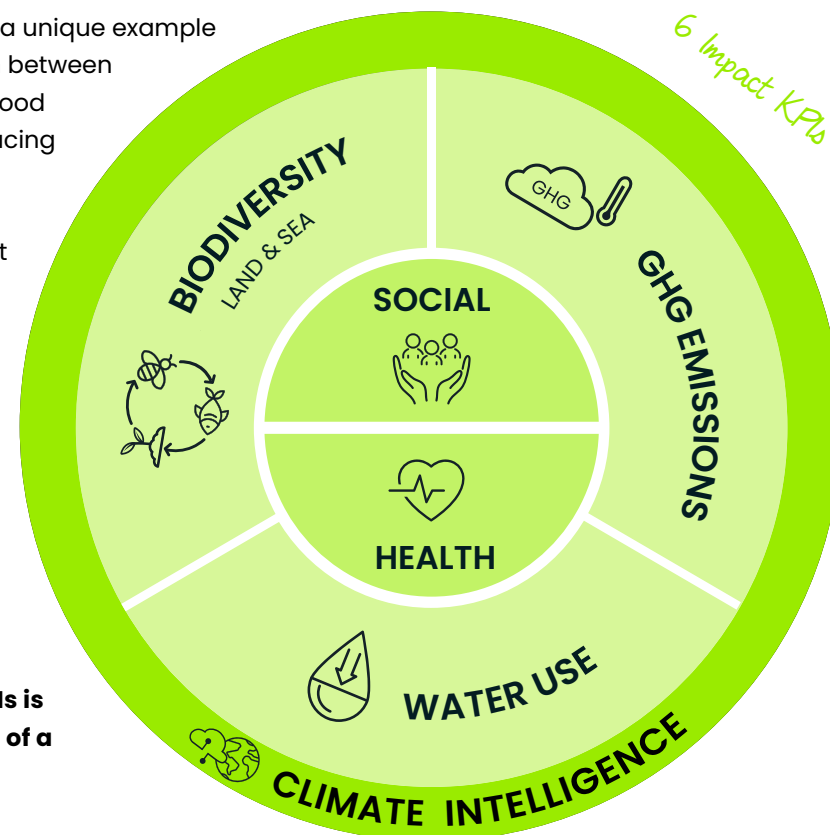 a unique example
between
ood
cing
t
ls is
of a
6 Impact KPIs
BIODIVERSITY
LAND & SEA
GHG
GHG EMISSIONS
SOCIAL
HEALTH
WATER USE
CLIMATE INTELLIGENCE